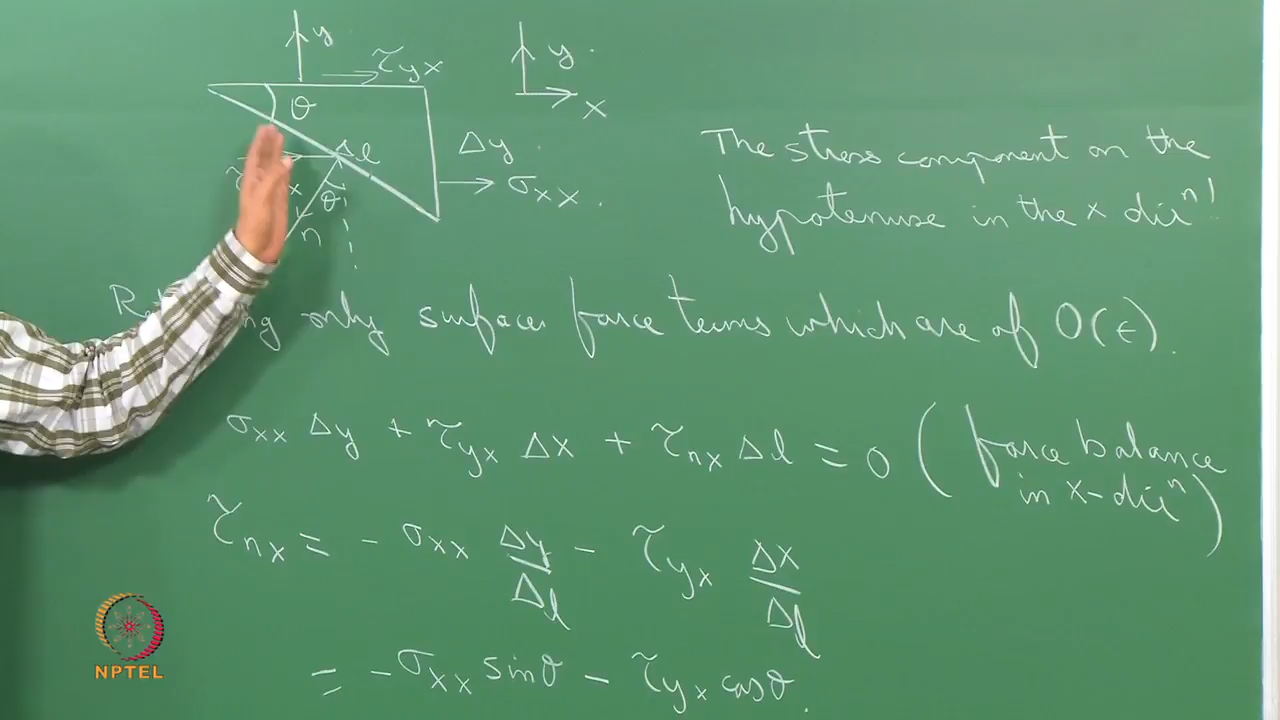 y
τyx
y
x
θ
Δl
Δy
σxx
x
θ
n
The stress component on the
hypotenuse in the x dirⁿ
only surface force terms which are of O(ε).
σxx Δy + τyx Δx + τnx Δl = 0 (force balance
in x-dirⁿ)
τnx = - σxx Δy/Δl - τyx Δx/Δl
= - σxx sinθ - τyx cosθ.
NPTEL